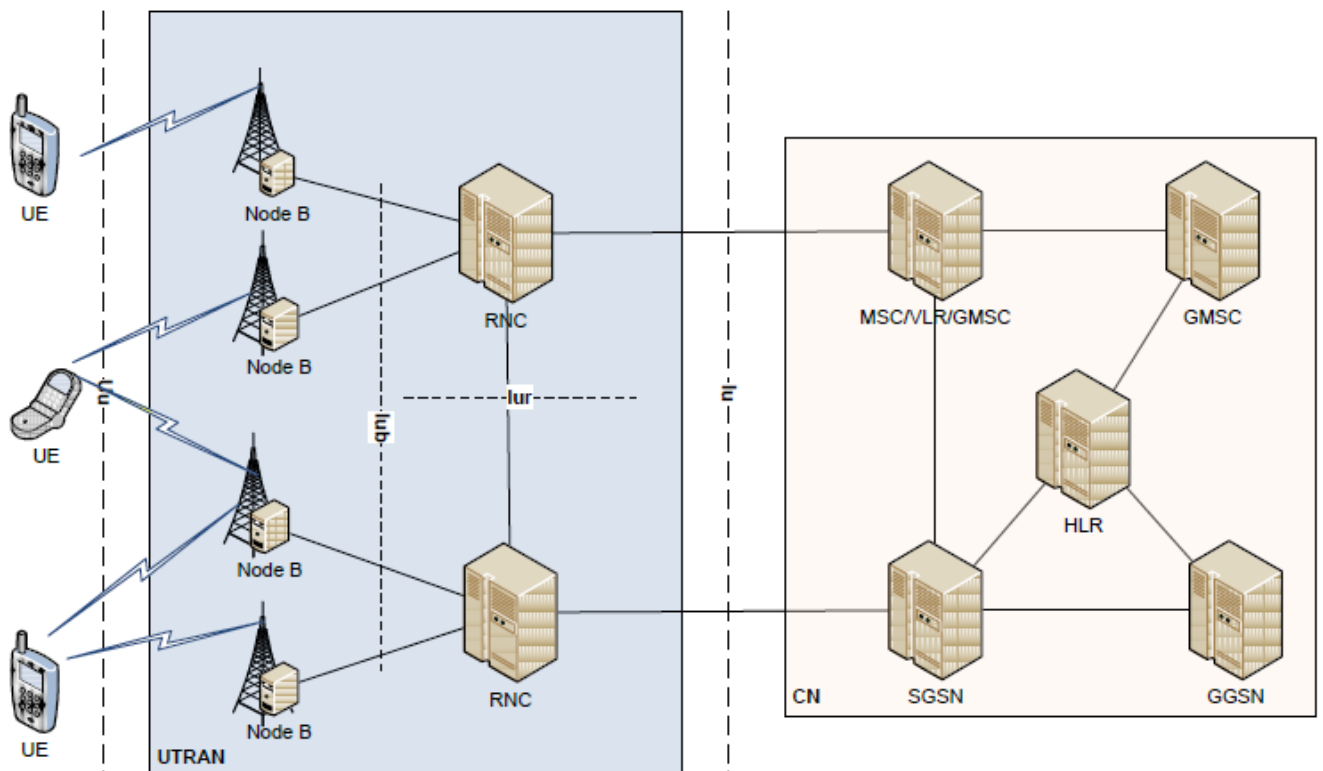 UE
Node B
RNC
MSC/VLR/GMSC
GMSC
Node B
UE
Uu
Iub
Iur
Iu
HLR
Node B
UE
Node B
RNC
SGSN
GGSN
UTRAN
CN